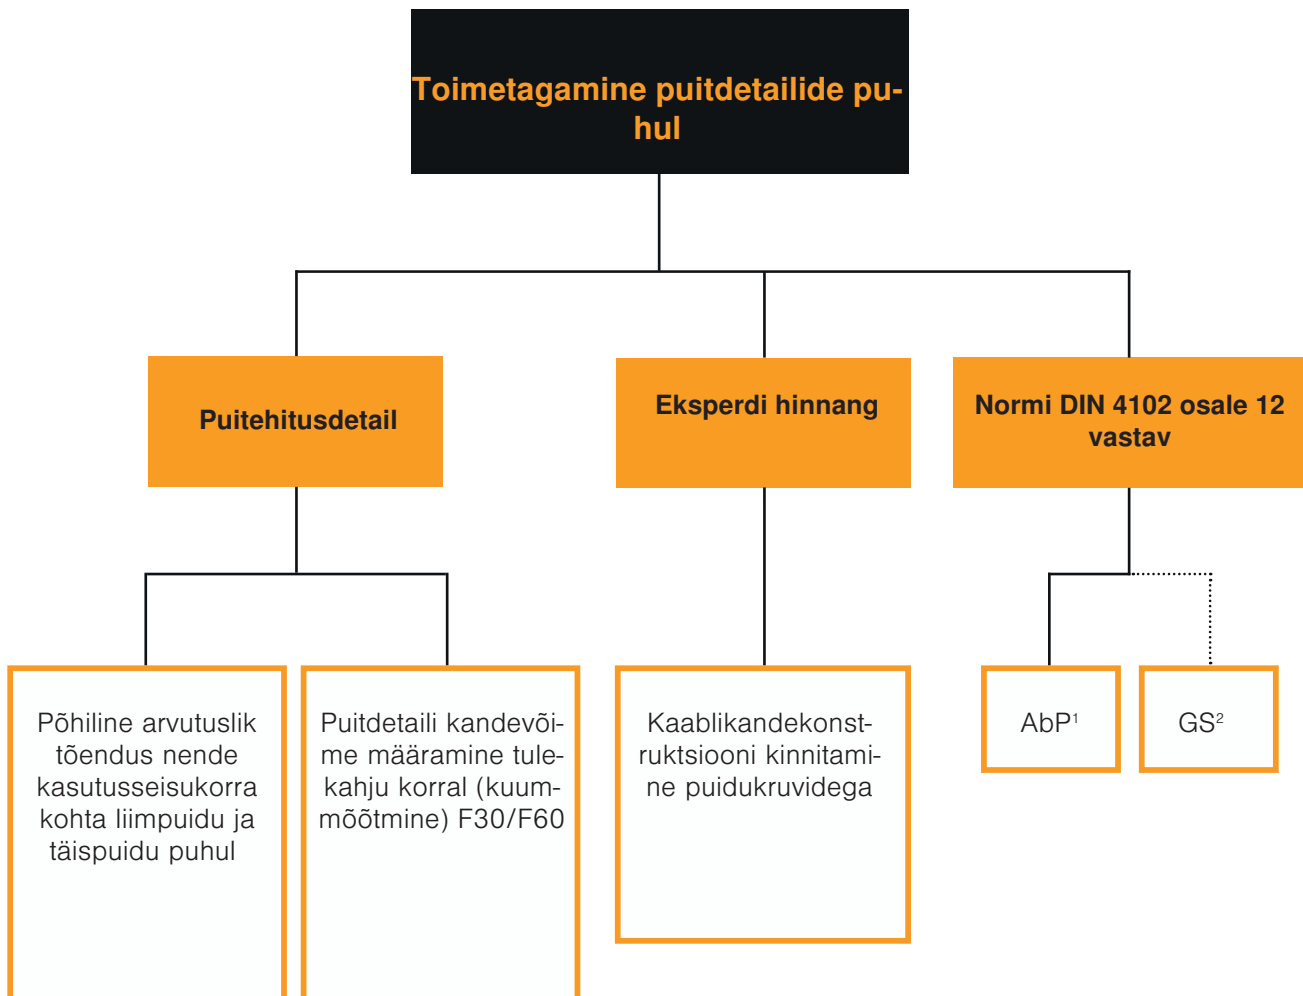 Toimetagamine puitdetailide pu-
hul
Puitehitusdetail
Eksperdi hinnang
Normi DIN 4102 osale 12
vastav
Põhiline arvutuslik
tõendus nende
kasutusseisukorra
kohta liimpuidu ja
täispuidu puhul
Puitdetaili kandevõi-
me määramine tule-
kahju korral (kuum-
mõõtmine) F30/F60
Kaablikandekonst-
ruktsiooni kinnitami-
ne puidukruvidega
AbP¹
GS²